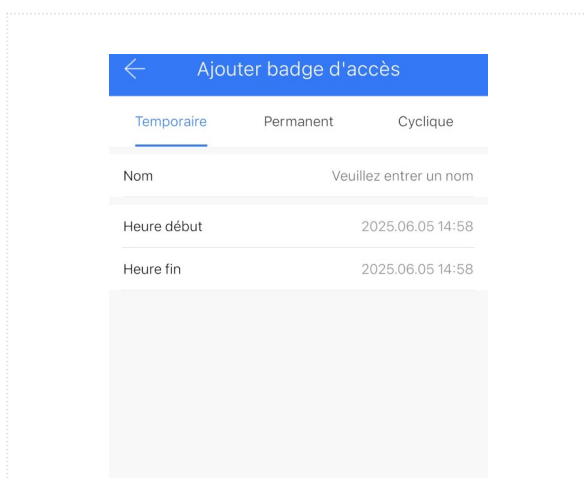 Ajouter badge d'accès
Temporaire Permanent Cyclique
Nom Veuillez entrer un nom
Heure début 2025.06.05 14:58
Heure fin 2025.06.05 14:58